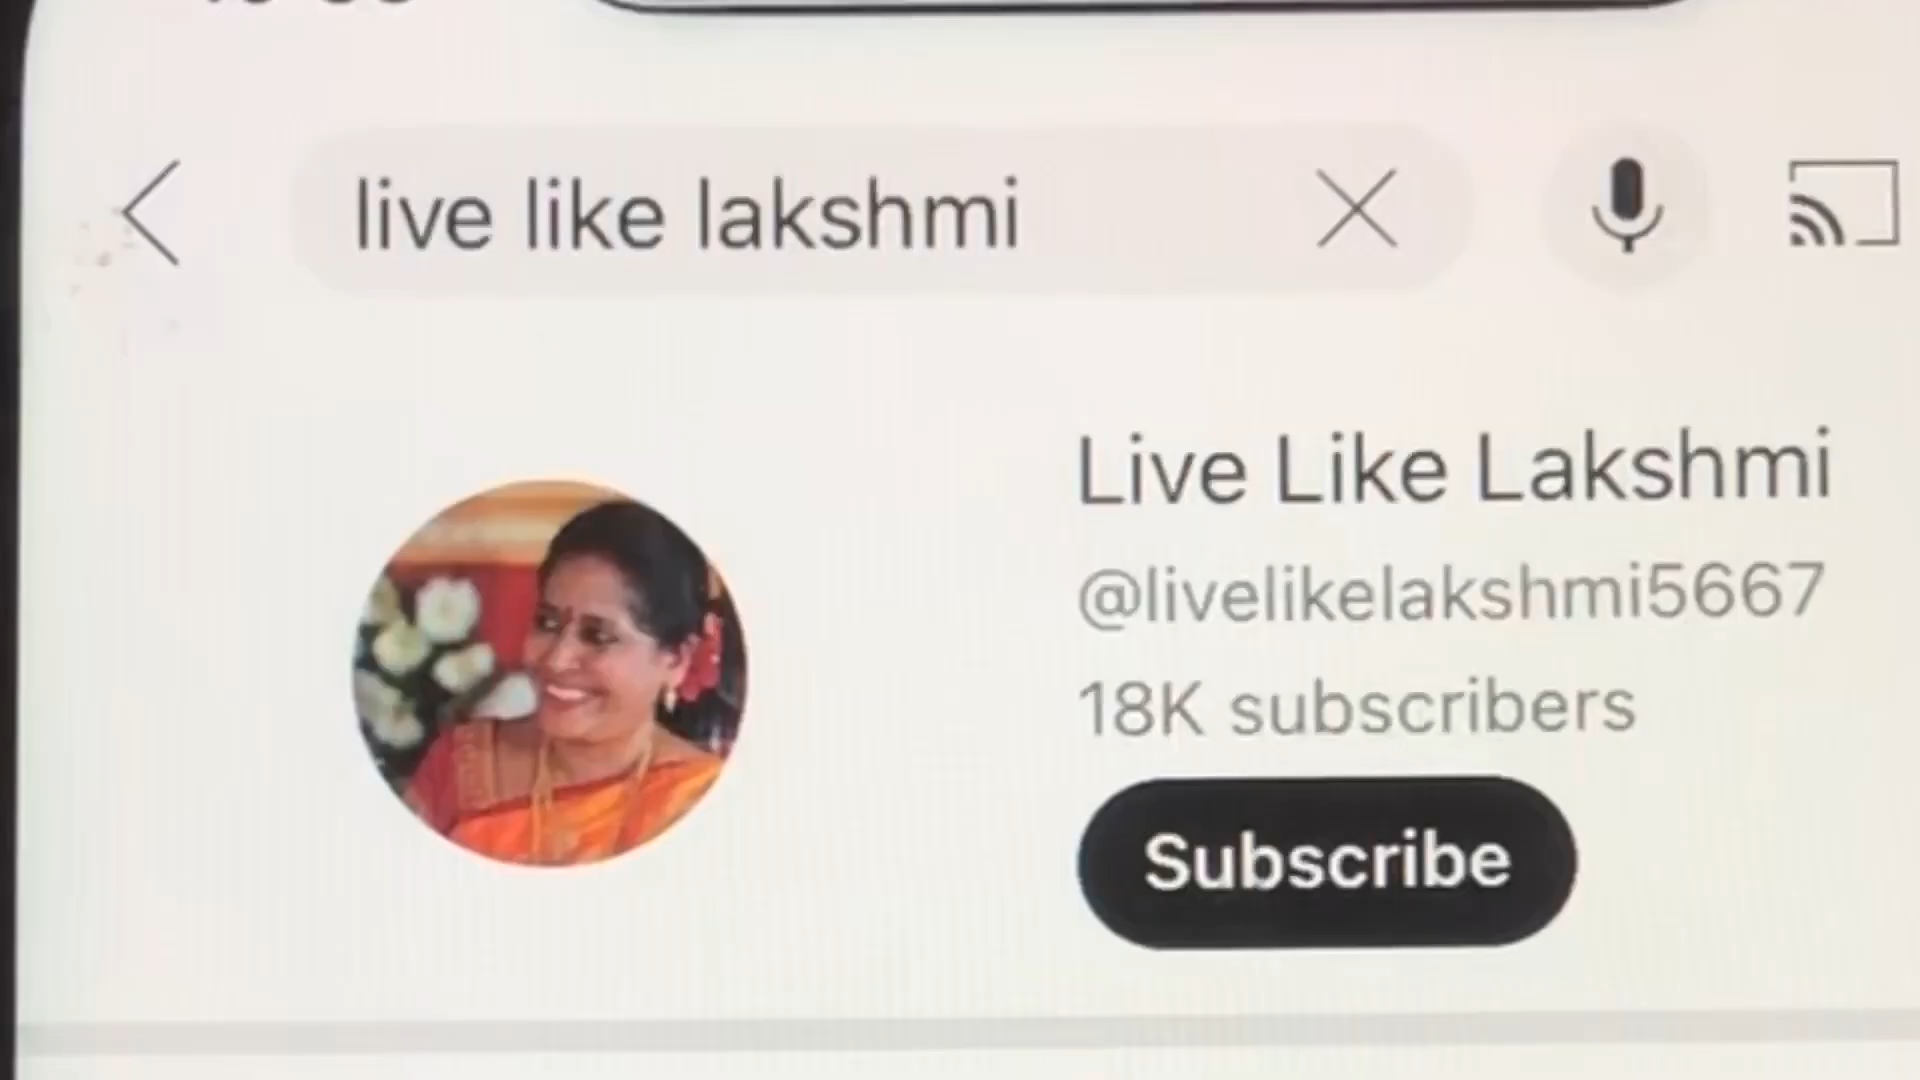 live like lakshmi
Live Like Lakshmi
@livelikelakshmi5667
18K subscribers
Subscribe